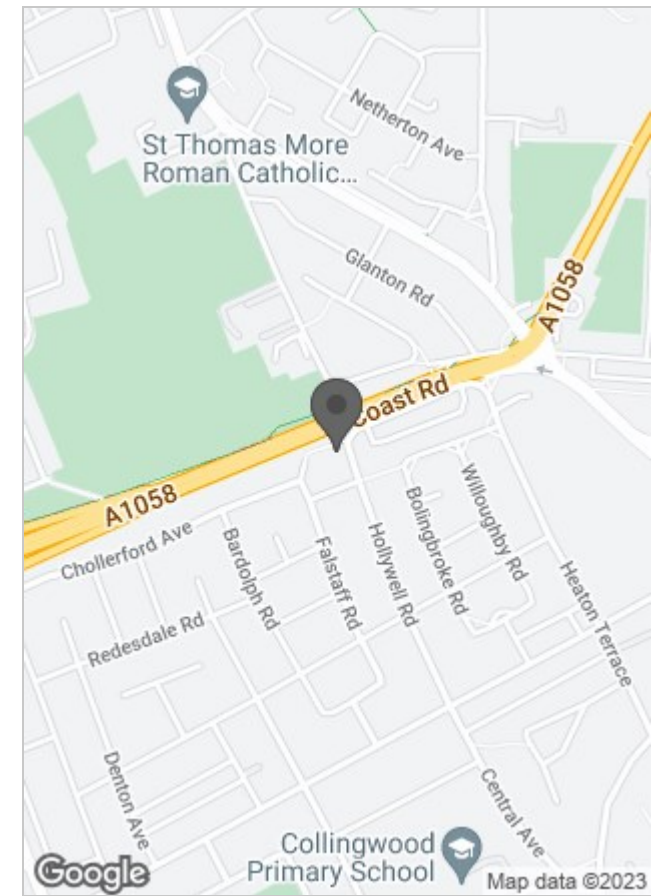 Netherton Ave
St Thomas More
Roman Catholic...
Glanton Rd
A1058
Coast Rd
A1058
Chollerford Ave
Willoughby Rd
Bolingbroke Rd
Hollywell Rd
Falstaff Rd
Bardolph Rd
Redesdale Rd
Heaton Terrace
Denton Ave
Central Ave
Collingwood
Primary School
Google
Map data ©2023